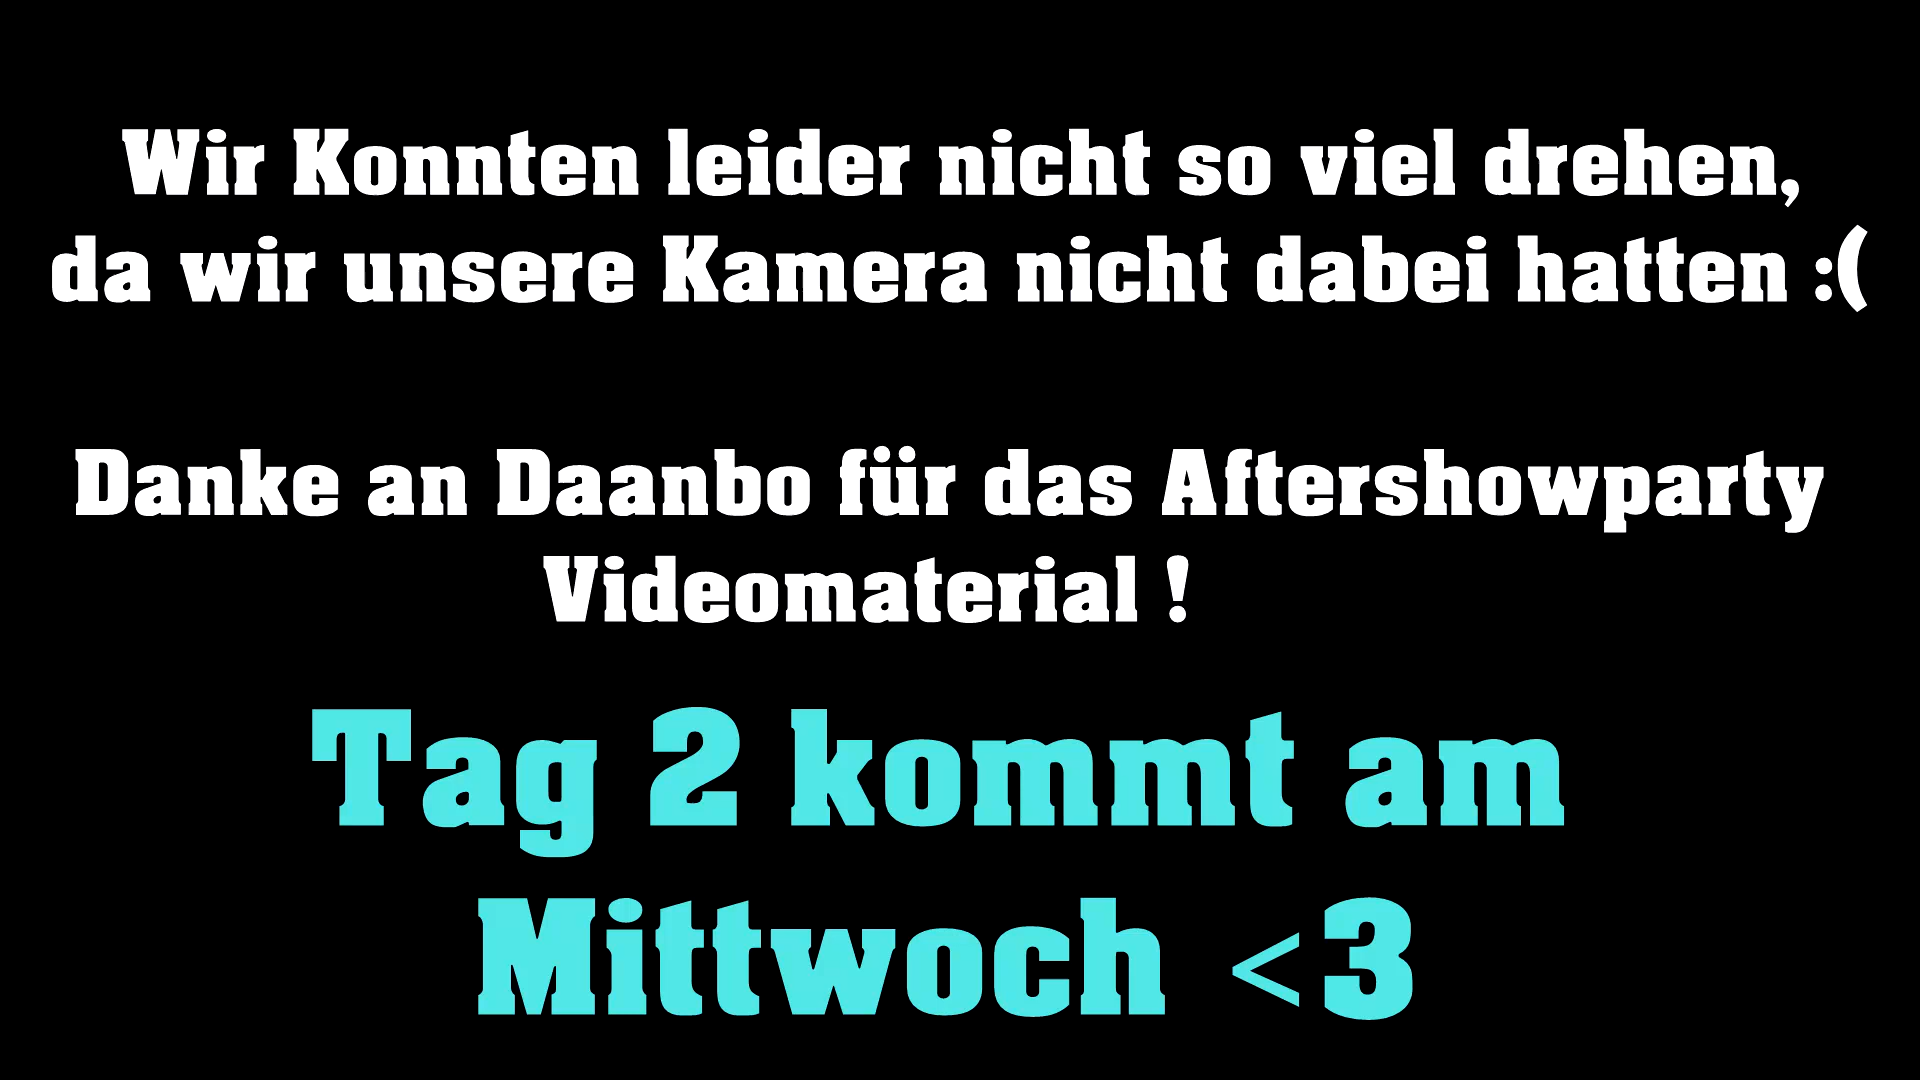 Wir Konnten leider nicht so viel drehen,
da wir unsere Kamera nicht dabei hatten :(
Danke an Daanbo für das Aftershowparty
Videomaterial !
Tag 2 kommt am
Mittwoch <3